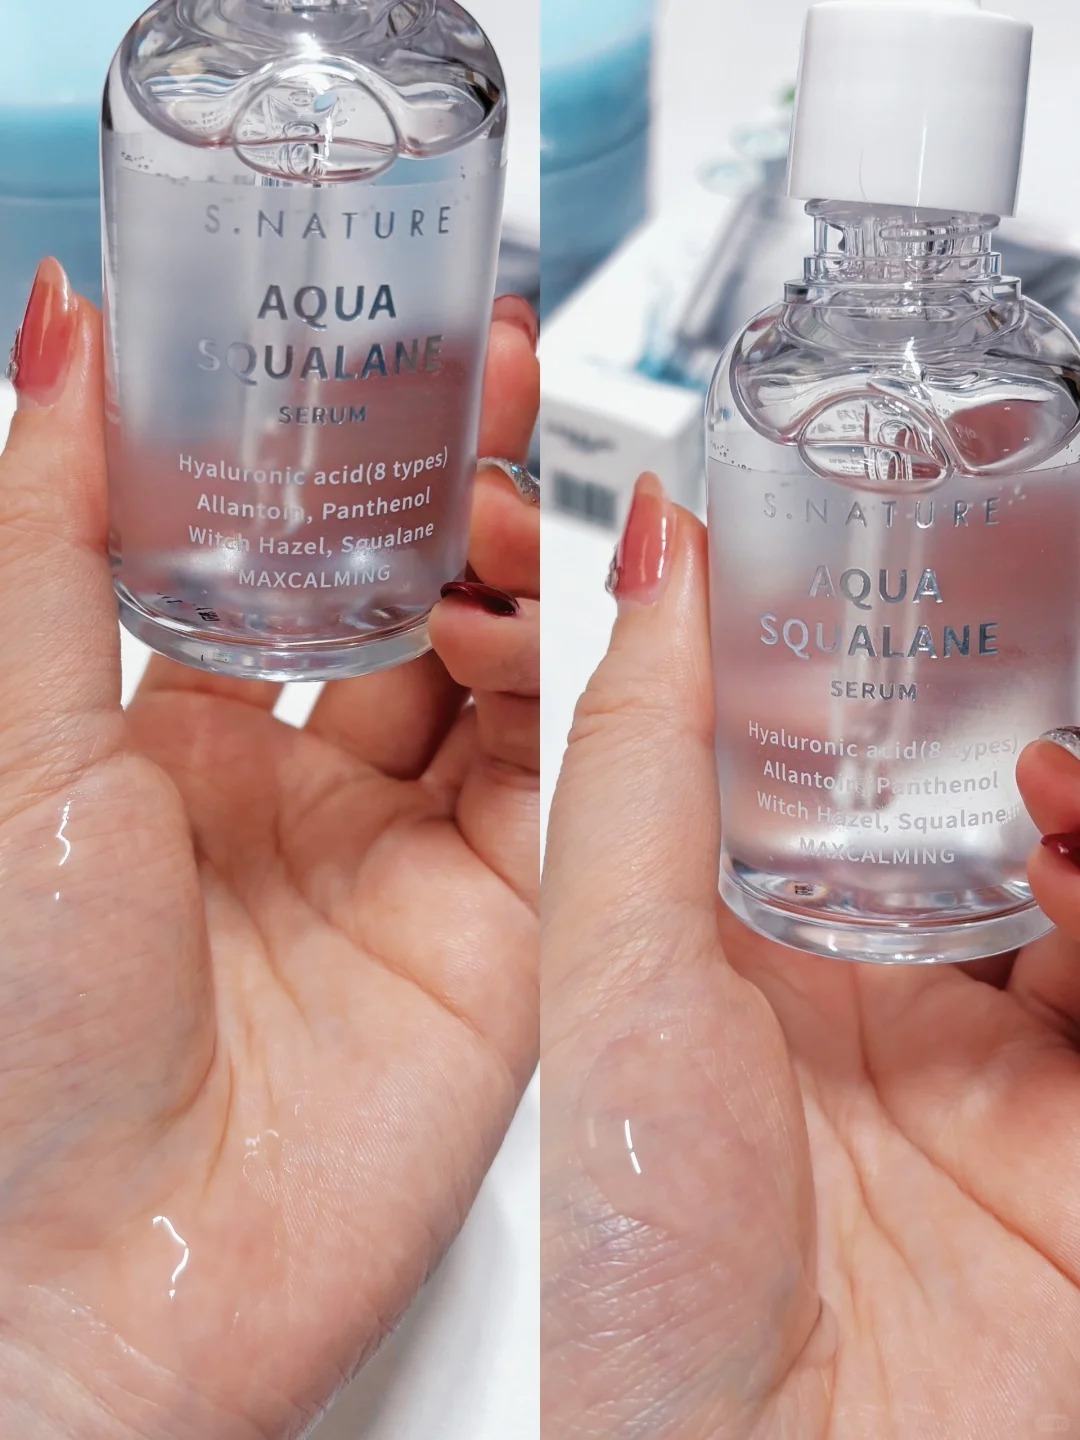 S.NATURE
AQUA
SQUALANE
SERUM
Hyaluronic acid(8 types)
Allantoin, Panthenol
Witch Hazel, Squalane
MAXCALMING
S.NATURE
AQUA
SQUALANE
SERUM
Hyaluronic acid(8 types)
Allantoin, Panthenol
Witch Hazel, Squalane
MAXCALMING